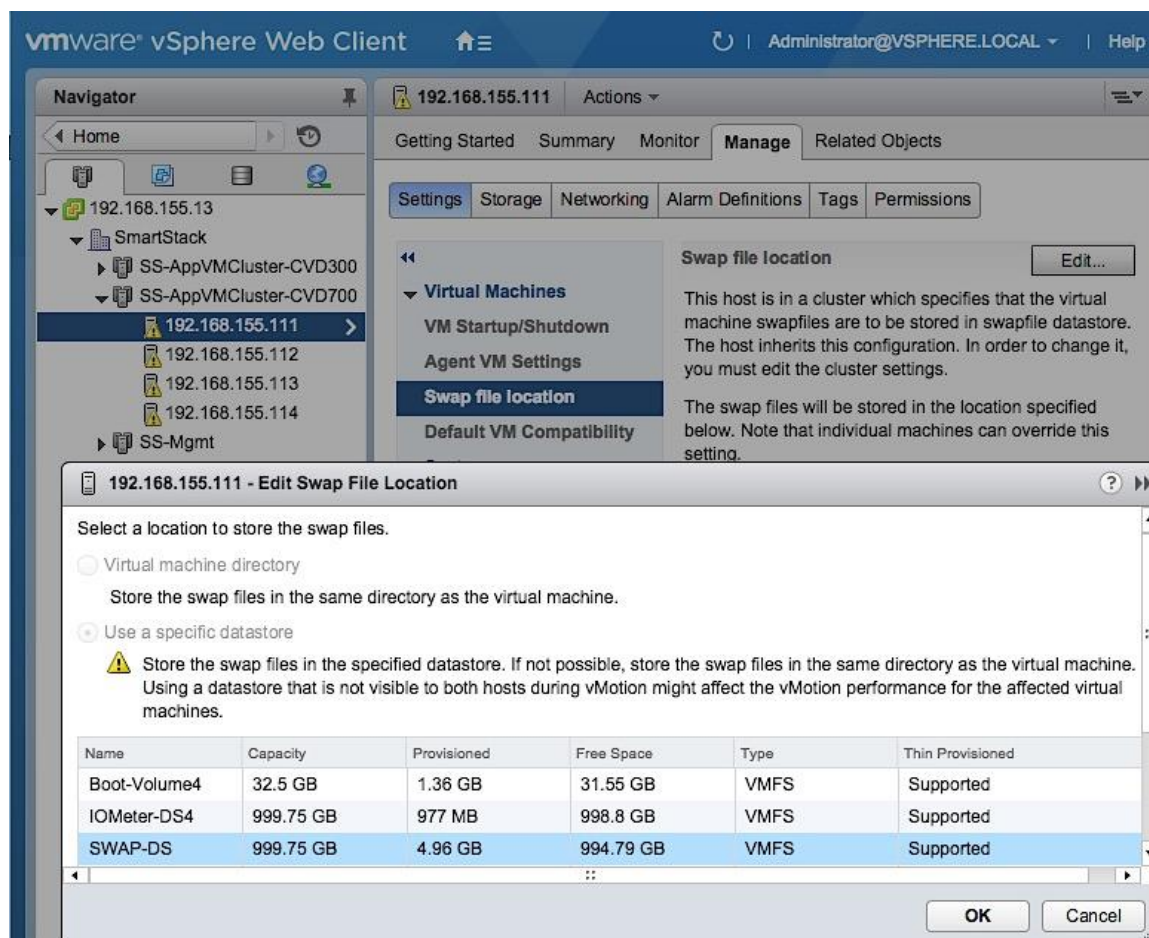 vmware® vSphere Web Client
Administrator@VSPHERE.LOCAL
Help
Navigator
192.168.155.111
Actions
Home
Getting Started Summary Monitor Manage Related Objects
Settings Storage Networking Alarm Definitions Tags Permissions
192.168.155.13
SmartStack
SS-AppVMCluster-CVD300
SS-AppVMCluster-CVD700
192.168.155.111
192.168.155.112
192.168.155.113
192.168.155.114
SS-Mgmt
Virtual Machines
VM Startup/Shutdown
Agent VM Settings
Swap file location
Default VM Compatibility
Swap file location
Edit...
This host is in a cluster which specifies that the virtual
machine swapfiles are to be stored in swapfile datastore.
The host inherits this configuration. In order to change it,
you must edit the cluster settings.
The swap files will be stored in the location specified
below. Note that individual machines can override this
setting.
192.168.155.111 - Edit Swap File Location
Select a location to store the swap files.
Virtual machine directory
Store the swap files in the same directory as the virtual machine.
Use a specific datastore
Store the swap files in the specified datastore. If not possible, store the swap files in the same directory as the virtual machine.
Using a datastore that is not visible to both hosts during vMotion might affect the vMotion performance for the affected virtual
machines.
Name Capacity Provisioned Free Space Type Thin Provisioned
Boot-Volume4 32.5 GB 1.36 GB 31.55 GB VMFS Supported
IOMeter-DS4 999.75 GB 977 MB 998.8 GB VMFS Supported
SWAP-DS 999.75 GB 4.96 GB 994.79 GB VMFS Supported
OK
Cancel